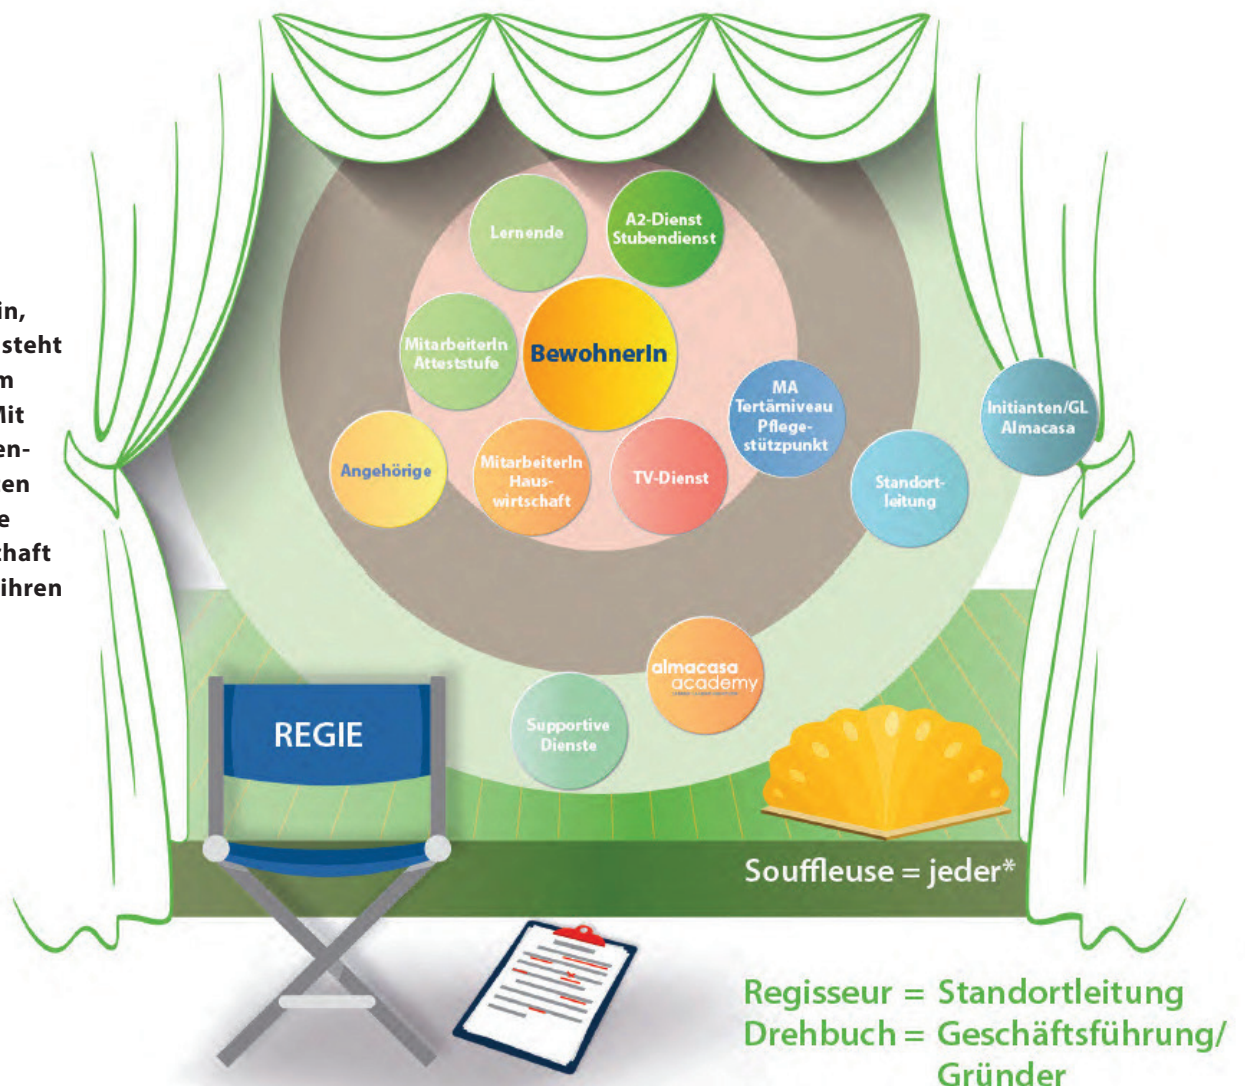 in,
steht
m
Mit
en-
ten
e
chaft
ihren
Lernende
A2-Dienst
Stubendienst
MitarbeiterIn
Atteststufe
BewohnerIn
MA
Tertärniveau
Pflege-
stützpunkt
Initianten/GL
Almacasa
Angehörige
MitarbeiterIn
Haus-
wirtschaft
TV-Dienst
Standort-
leitung
almacasa
academy
Supportive
Dienste
REGIE
Souffleuse = jeder*
Regisseur = Standortleitung
Drehbuch = Geschäftsführung/
Gründer